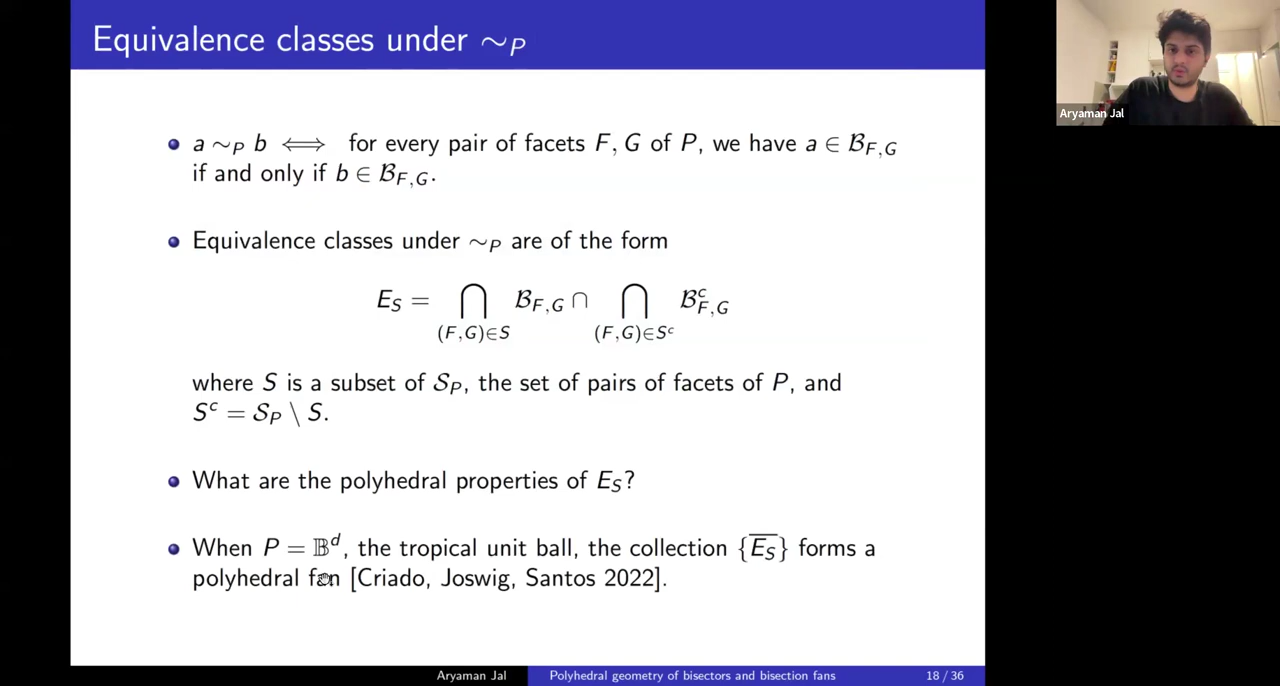 Equivalence classes under ∼_P
Aryaman Jal
a ∼_P b ⟺ for every pair of facets F, G of P, we have a ∈ 𝓑_{F,G}
if and only if b ∈ 𝓑_{F,G}.
Equivalence classes under ∼_P are of the form
E_S = ⋂_{(F,G)∈S} 𝓑_{F,G} ∩ ⋂_{(F,G)∈S^c} 𝓑^c_{F,G}
where S is a subset of 𝒮_P, the set of pairs of facets of P, and
S^c = 𝒮_P \ S.
What are the polyhedral properties of E_S?
When P = 𝔹^d, the tropical unit ball, the collection {\overline{E_S}} forms a
polyhedral fan [Criado, Joswig, Santos 2022].
Aryaman Jal Polyhedral geometry of bisectors and bisection fans 18 / 36